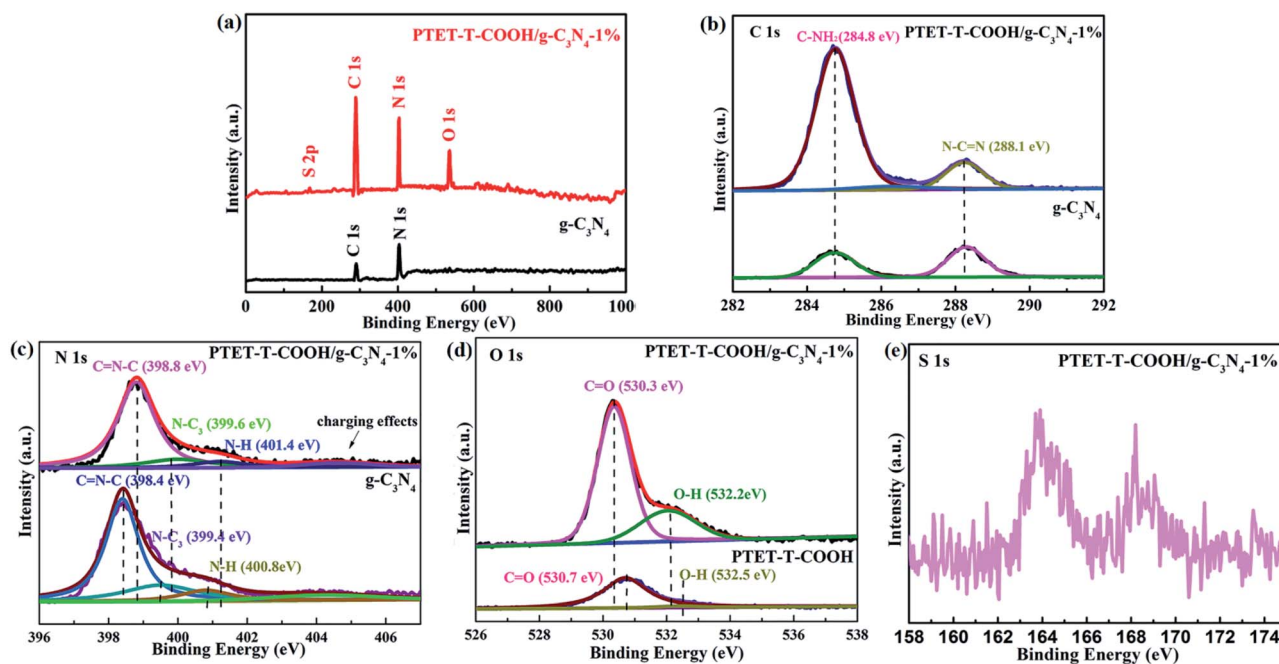 (a)
PTET-T-COOH/g-C₃N₄-1%
S 2p
C 1s
N 1s
O 1s
g-C₃N₄
C 1s
N 1s
Intensity (a.u.)
0 200 400 600 800 1000
Binding Energy (eV)
(b)
C 1s
C-NH₂(284.8 eV)
PTET-T-COOH/g-C₃N₄-1%
N-C=N (288.1 eV)
g-C₃N₄
Intensity (a.u.)
282 284 286 288 290 292
Binding Energy (eV)
(c)
N 1s
PTET-T-COOH/g-C₃N₄-1%
C=N-C (398.8 eV)
N-C₃ (399.6 eV)
charging effects
N-H (401.4 eV)
g-C₃N₄
C=N-C (398.4 eV)
N-C₃ (399.4 eV)
N-H (400.8eV)
Intensity (a.u.)
396 398 400 402 404 406
Binding Energy (eV)
(d)
O 1s
PTET-T-COOH/g-C₃N₄-1%
C=O (530.3 eV)
O-H (532.2eV)
PTET-T-COOH
C=O (530.7 eV)
O-H (532.5 eV)
Intensity (a.u.)
526 528 530 532 534 536 538
Binding Energy (eV)
(e)
S 1s
PTET-T-COOH/g-C₃N₄-1%
Intensity (a.u.)
158 160 162 164 166 168 170 172 174
Binding Energy (eV)